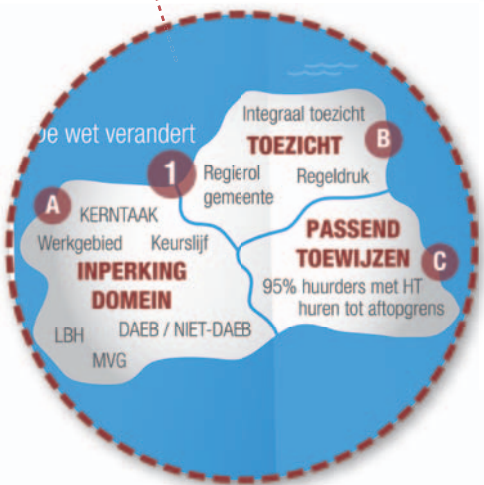 De wet verandert
1
A
KERNTAAK
Werkgebied
Keurslijf
INPERKING
DOMEIN
LBH
DAEB / NIET-DAEB
MVG
Integraal toezicht
TOEZICHT
B
Regierol
gemeente
Regeldruk
PASSEND
TOEWIJZEN
C
95% huurders met HT
huren tot aftopgrens